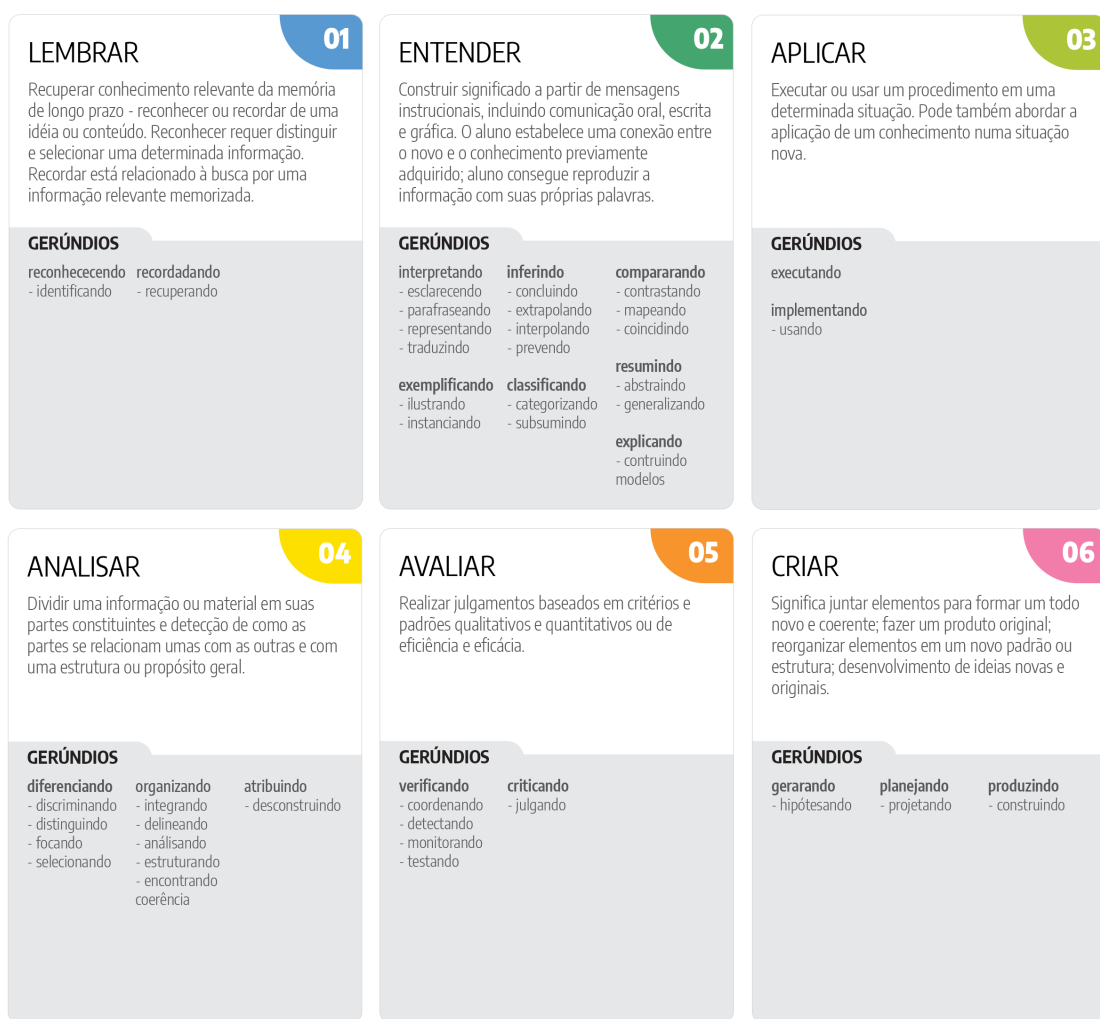 01
LEMBRAR
Recuperar conhecimento relevante da memória
de longo prazo - reconhecer ou recordar de uma
idéia ou conteúdo. Reconhecer requer distinguir
e selecionar uma determinada informação.
Recordar está relacionado à busca por uma
informação relevante memorizada.
GERÚNDIOS
reconhececendo
- identificando
recordadando
- recuperando
02
ENTENDER
Construir significado a partir de mensagens
instrucionais, incluindo comunicação oral, escrita
e gráfica. O aluno estabelece uma conexão entre
o novo e o conhecimento previamente
adquirido; aluno consegue reproduzir a
informação com suas próprias palavras.
GERÚNDIOS
interpretando
- esclarecendo
- parafraseando
- representando
- traduzindo
exemplificando
- ilustrando
- instanciando
inferindo
- concluindo
- extrapolando
- interpolando
- prevendo
classificando
- categorizando
- subsumindo
compararando
- contrastando
- mapeando
- coincidindo
resumindo
- abstraindo
- generalizando
explicando
- contruindo
modelos
03
APLICAR
Executar ou usar um procedimento em uma
determinada situação. Pode também abordar a
aplicação de um conhecimento numa situação
nova.
GERÚNDIOS
executando
implementando
- usando
04
ANALISAR
Dividir uma informação ou material em suas
partes constituintes e detecção de como as
partes se relacionam umas com as outras e com
uma estrutura ou propósito geral.
GERÚNDIOS
diferenciando
- discriminando
- distinguindo
- focando
- selecionando
organizando
- integrando
- delineando
- análisando
- estruturando
- encontrando
coerência
atribuindo
- desconstruindo
05
AVALIAR
Realizar julgamentos baseados em critérios e
padrões qualitativos e quantitativos ou de
eficiência e eficácia.
GERÚNDIOS
verificando
- coordenando
- detectando
- monitorando
- testando
criticando
- julgando
06
CRIAR
Significa juntar elementos para formar um todo
novo e coerente; fazer um produto original;
reorganizar elementos em um novo padrão ou
estrutura; desenvolvimento de ideias novas e
originais.
GERÚNDIOS
gerarando
- hipótesando
planejando
- projetando
produzindo
- construindo